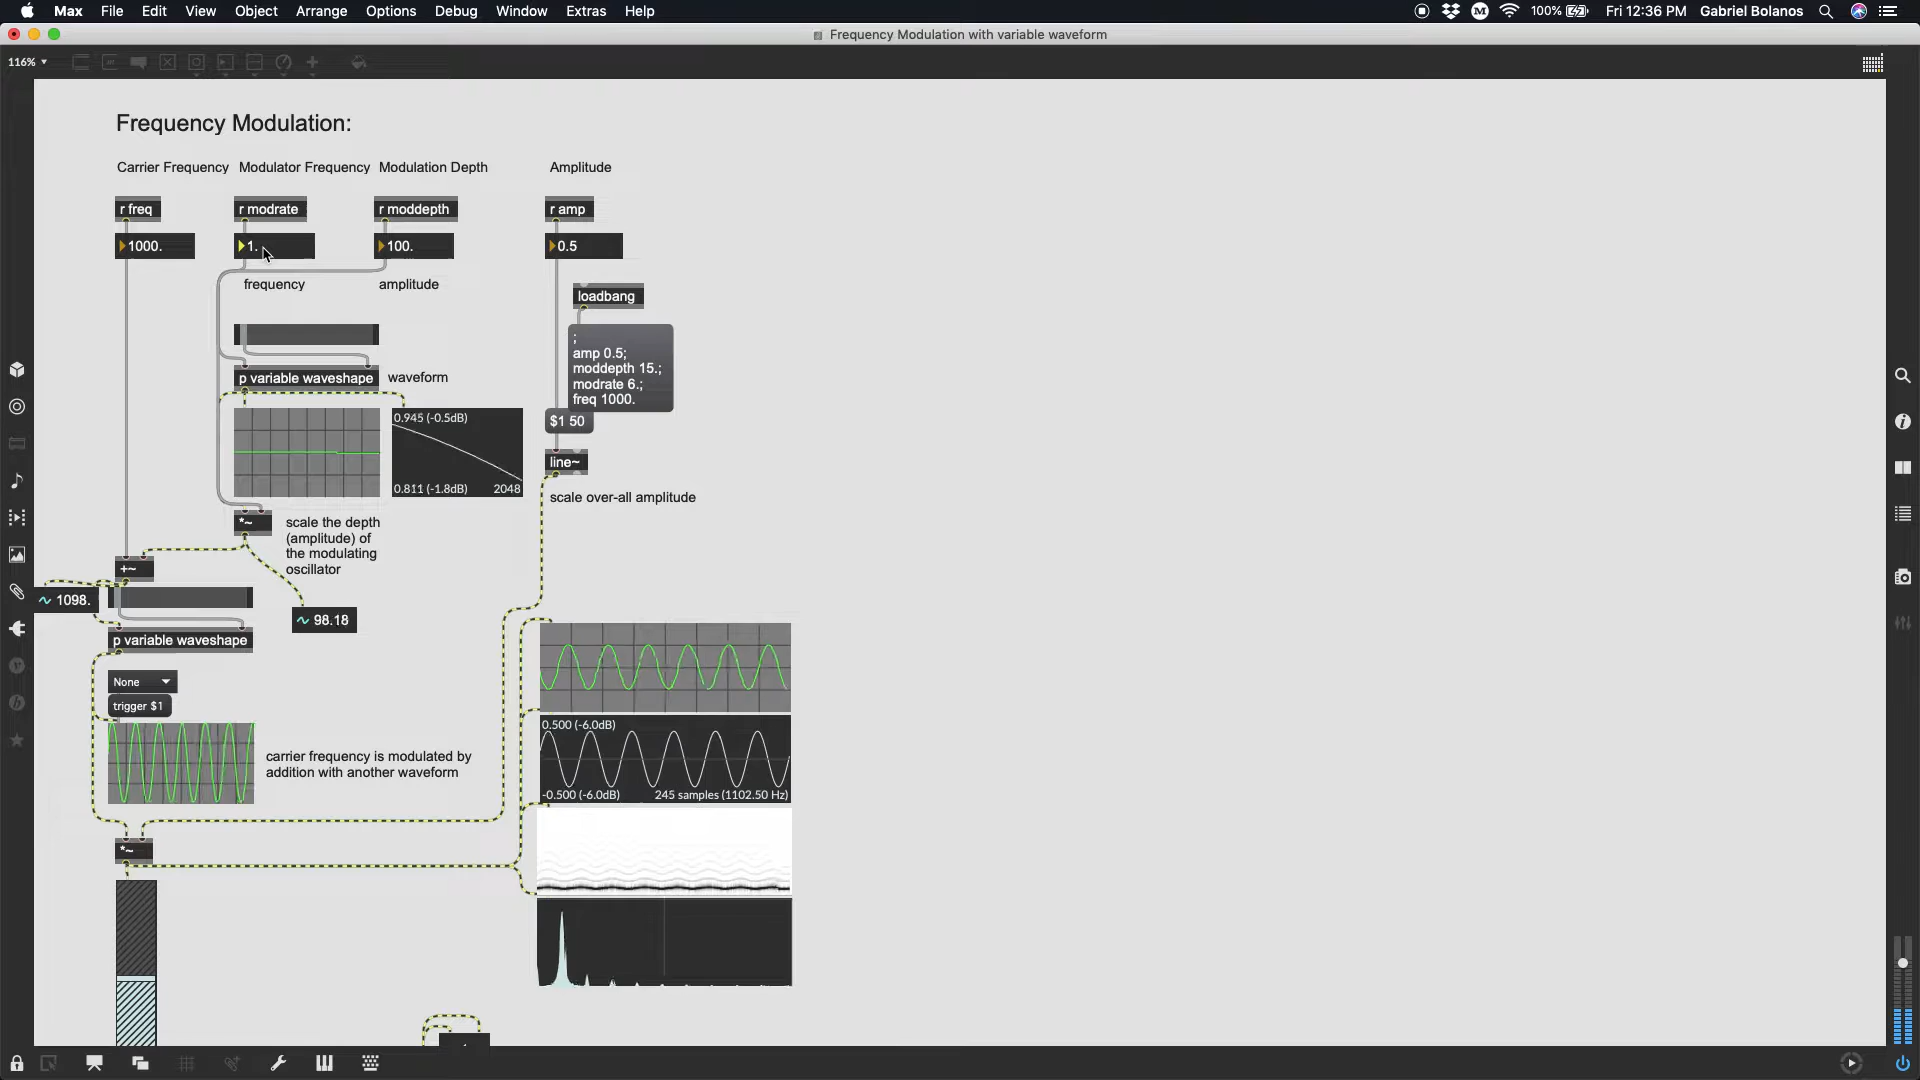 Max File Edit View Object Arrange Options Debug Window Extras Help
100% Fri 12:36 PM Gabriel Bolanos
Frequency Modulation with variable waveform
116%
Frequency Modulation:
Carrier Frequency Modulator Frequency Modulation Depth Amplitude
r freq r modrate r moddepth r amp
1000. 1. 100. 0.5
frequency amplitude
loadbang
;
amp 0.5;
moddepth 15.;
modrate 6.;
freq 1000.
p variable waveshape waveform
0.945 (-0.5dB)
0.811 (-1.8dB) 2048
$1 50
line~
scale over-all amplitude
*~
scale the depth
(amplitude) of
the modulating
oscillator
+~
1098.
98.18
p variable waveshape
None
trigger $1
carrier frequency is modulated by
addition with another waveform
0.500 (-6.0dB)
-0.500 (-6.0dB) 245 samples (1102.50 Hz)
*~